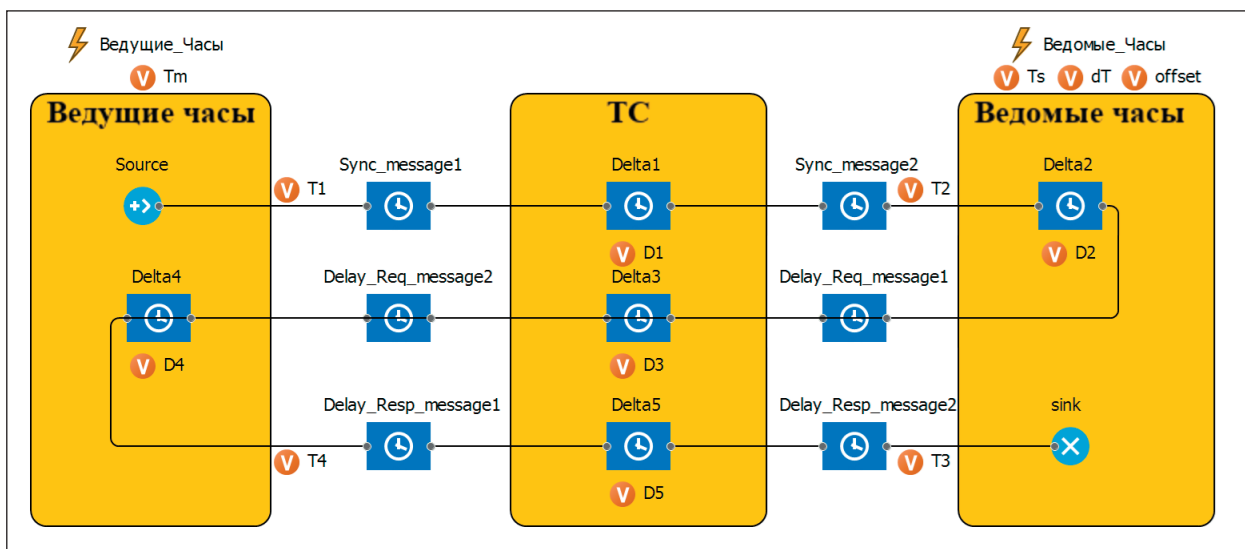 Ведущие_Часы
V Tm
Ведомые_Часы
V Ts V dT V offset
Ведущие часы
ТС
Ведомые часы
Source
V T1
Sync_message1
Delta1
V D1
Sync_message2
V T2
Delta2
V D2
Delta4
V D4
Delay_Req_message2
Delta3
V D3
Delay_Req_message1
V T4
Delay_Resp_message1
Delta5
V D5
Delay_Resp_message2
V T3
sink